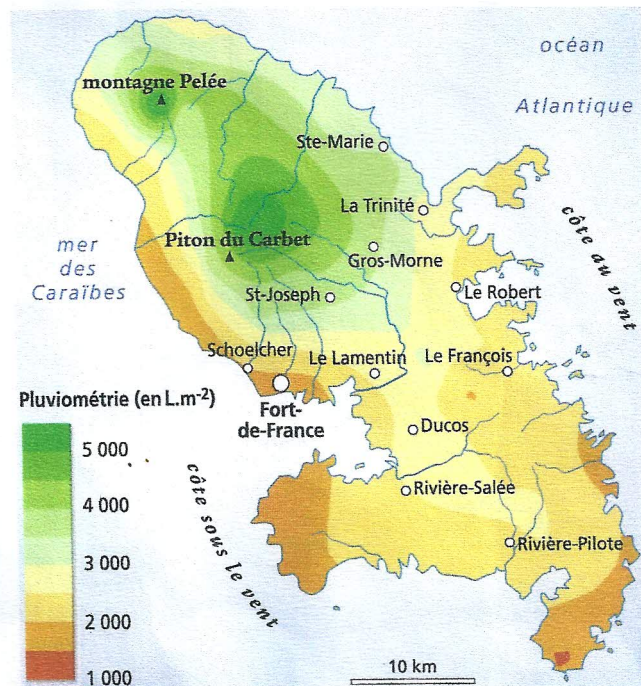 océan
Atlantique
montagne Pelée
Ste-Marie
La Trinité
côte au vent
mer
des
Caraïbes
Piton du Carbet
Gros-Morne
St-Joseph
Le Robert
Schoelcher
Le Lamentin
Le François
Pluviométrie (en L.m-2)
Fort-
de-France
Ducos
5 000
4 000
3 000
2 000
1 000
côte sous le vent
Rivière-Salée
Rivière-Pilote
10 km